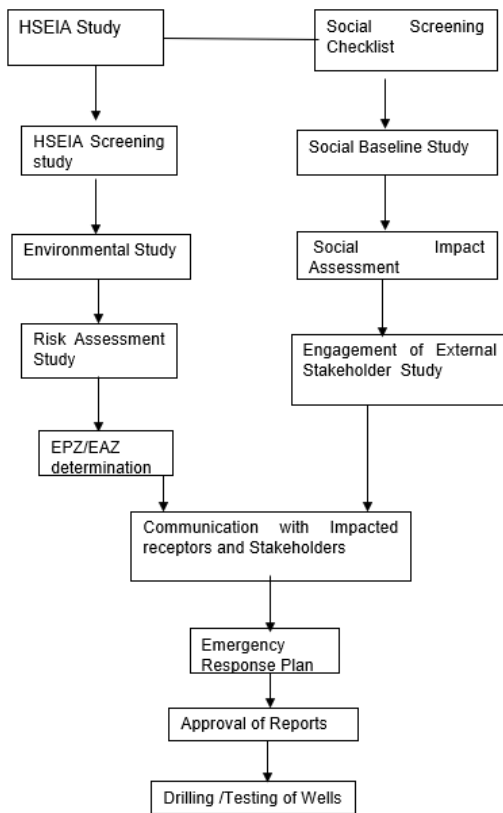 HSEIA Study
Social Screening
Checklist
HSEIA Screening
study
Social Baseline Study
Environmental Study
Social Impact
Assessment
Risk Assessment
Study
Engagement of External
Stakeholder Study
EPZ/EAZ
determination
Communication with Impacted
receptors and Stakeholders
Emergency
Response Plan
Approval of Reports
Drilling /Testing of Wells